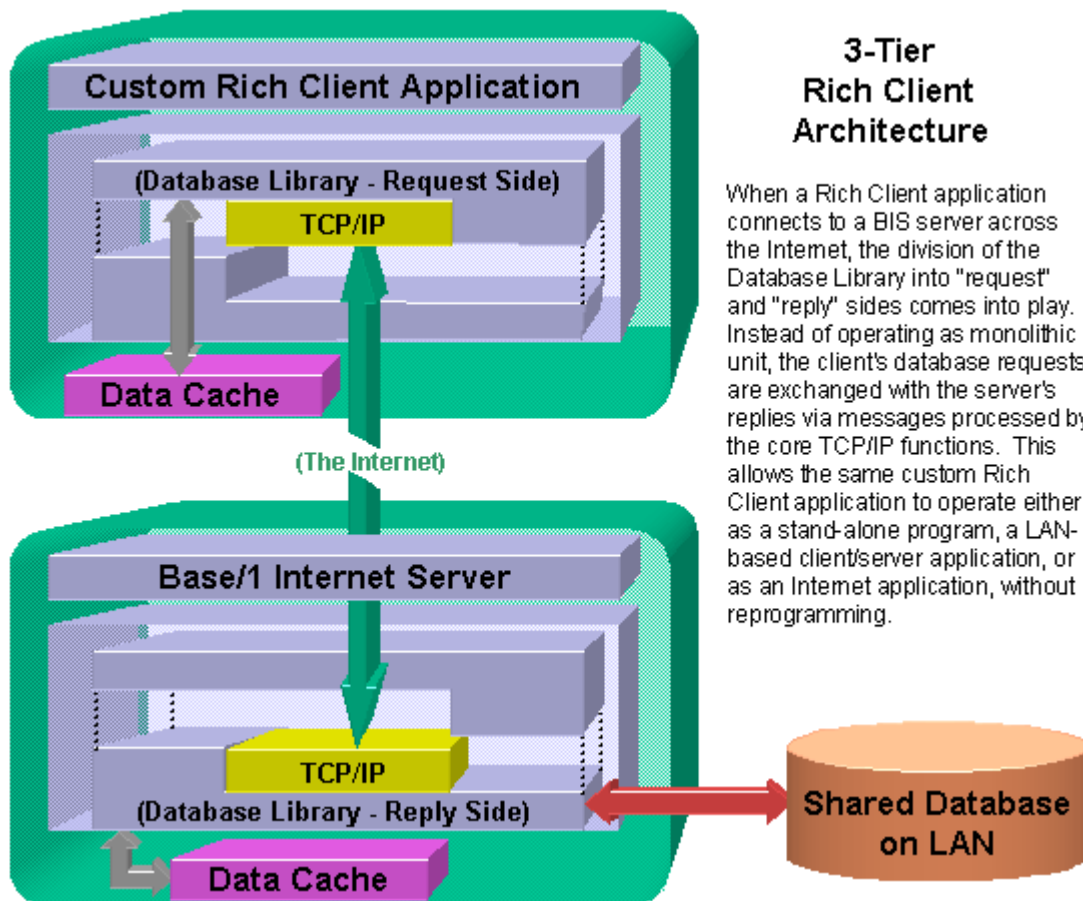 3-Tier
Rich Client
Architecture
Custom Rich Client Application
(Database Library - Request Side)
TCP/IP
Data Cache
(The Internet)
Base/1 Internet Server
TCP/IP
(Database Library - Reply Side)
Data Cache
When a Rich Client application
connects to a BIS server across
the Internet, the division of the
Database Library into "request"
and "reply" sides comes into play.
Instead of operating as monolithic
unit, the client's database requests
are exchanged with the server's
replies via messages processed by
the core TCP/IP functions.  This
allows the same custom Rich
Client application to operate either
as a stand-alone program, a LAN-
based client/server application, or
as an Internet application, without
reprogramming.
Shared Database
on LAN